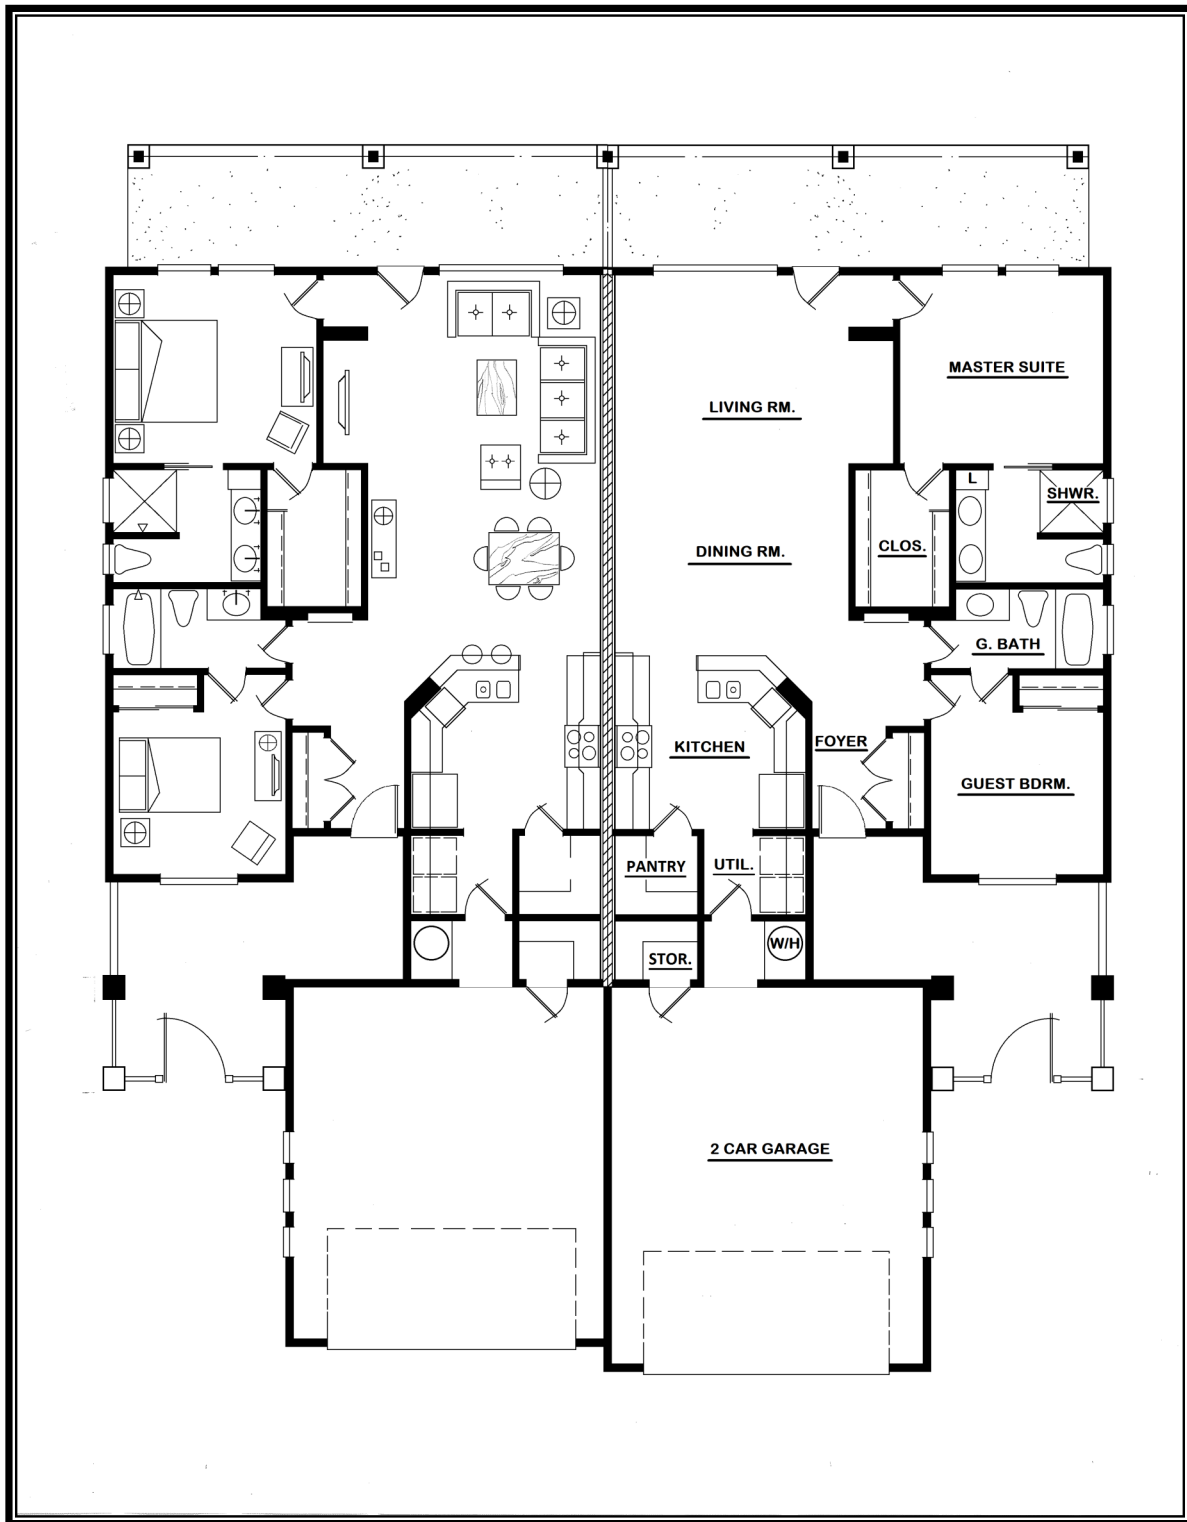 MASTER SUITE
LIVING RM.
L
SHWR.
CLOS.
DINING RM.
G. BATH
FOYER
KITCHEN
GUEST BDRM.
PANTRY
UTIL.
W/H
STOR.
2 CAR GARAGE